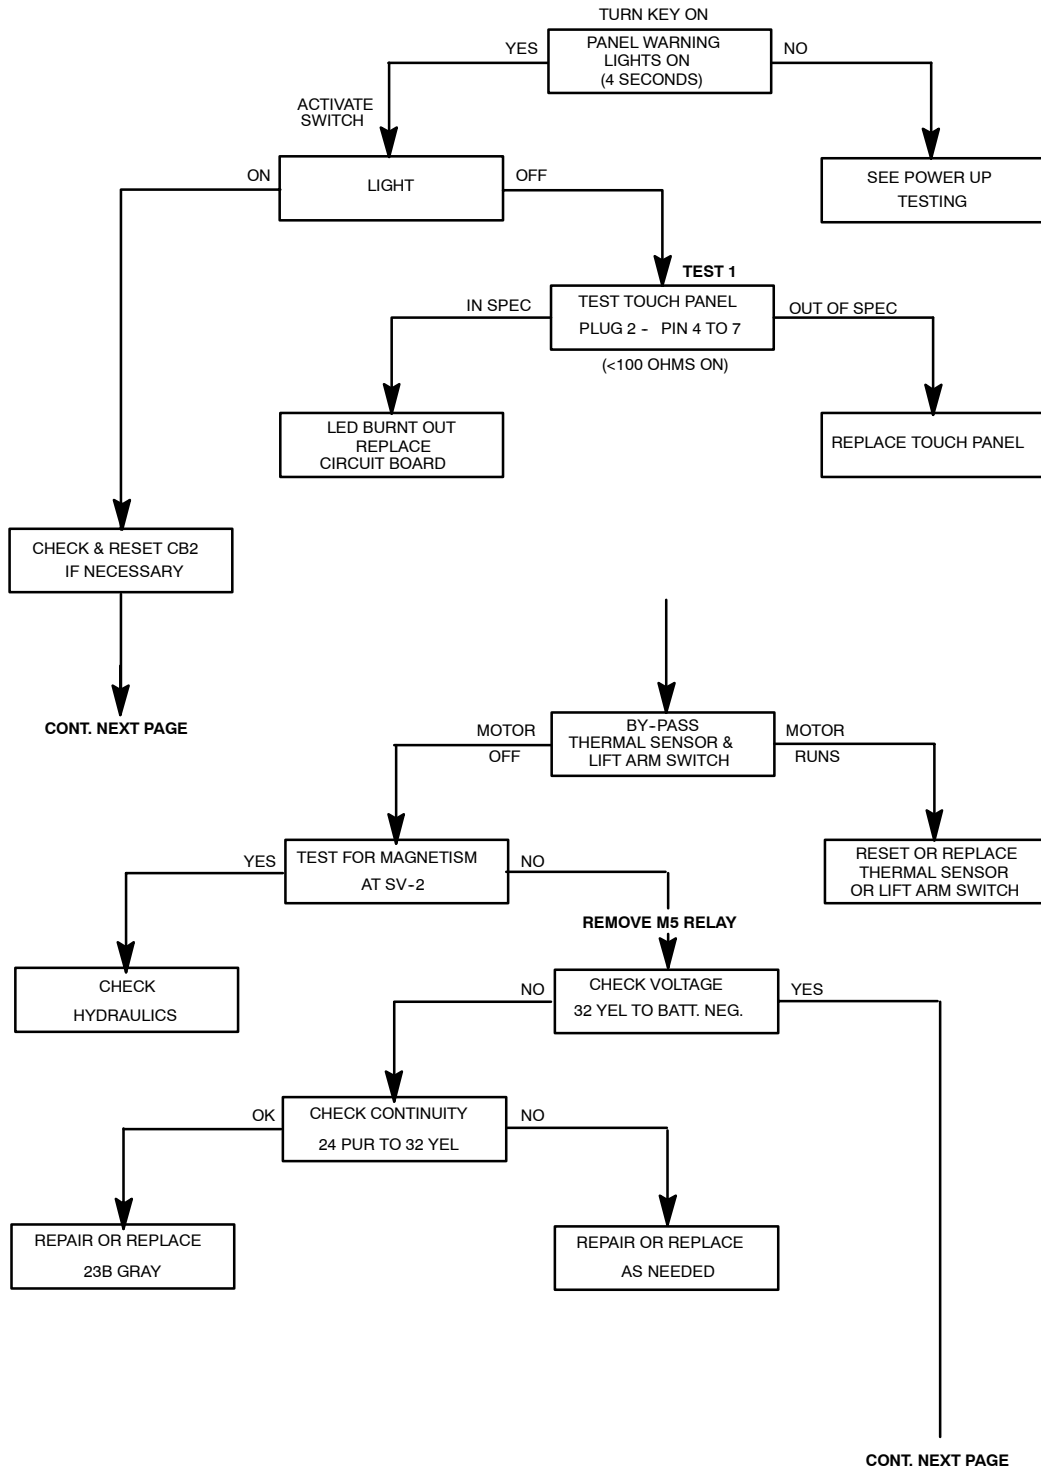 TURN KEY ON
YES
PANEL WARNING
LIGHTS ON
(4 SECONDS)
NO
ACTIVATE
SWITCH
ON
LIGHT
OFF
SEE POWER UP
TESTING
TEST 1
IN SPEC
TEST TOUCH PANEL
PLUG 2 - PIN 4 TO 7
OUT OF SPEC
(<100 OHMS ON)
LED BURNT OUT
REPLACE
CIRCUIT BOARD
REPLACE TOUCH PANEL
CHECK & RESET CB2
IF NECESSARY
CONT. NEXT PAGE
MOTOR
OFF
BY-PASS
THERMAL SENSOR &
LIFT ARM SWITCH
MOTOR
RUNS
YES
TEST FOR MAGNETISM
AT SV-2
NO
RESET OR REPLACE
THERMAL SENSOR
OR LIFT ARM SWITCH
REMOVE M5 RELAY
CHECK
HYDRAULICS
NO
CHECK VOLTAGE
32 YEL TO BATT. NEG.
YES
OK
CHECK CONTINUITY
24 PUR TO 32 YEL
NO
REPAIR OR REPLACE
23B GRAY
REPAIR OR REPLACE
AS NEEDED
CONT. NEXT PAGE